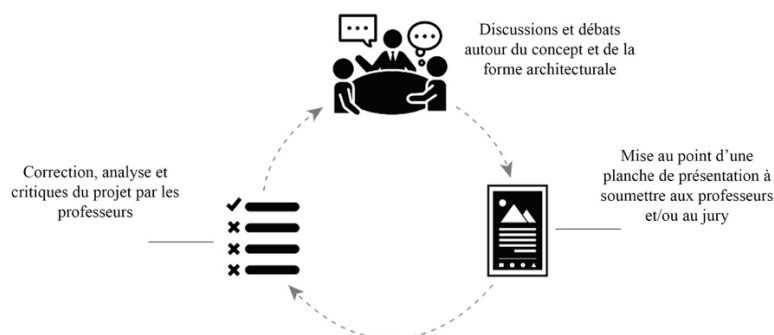 Discussions et débats
autour du concept et de la
forme architecturale
Correction, analyse et
critiques du projet par les
professeurs
Mise au point d’une
planche de présentation à
soumettre aux professeurs
et/ou au jury